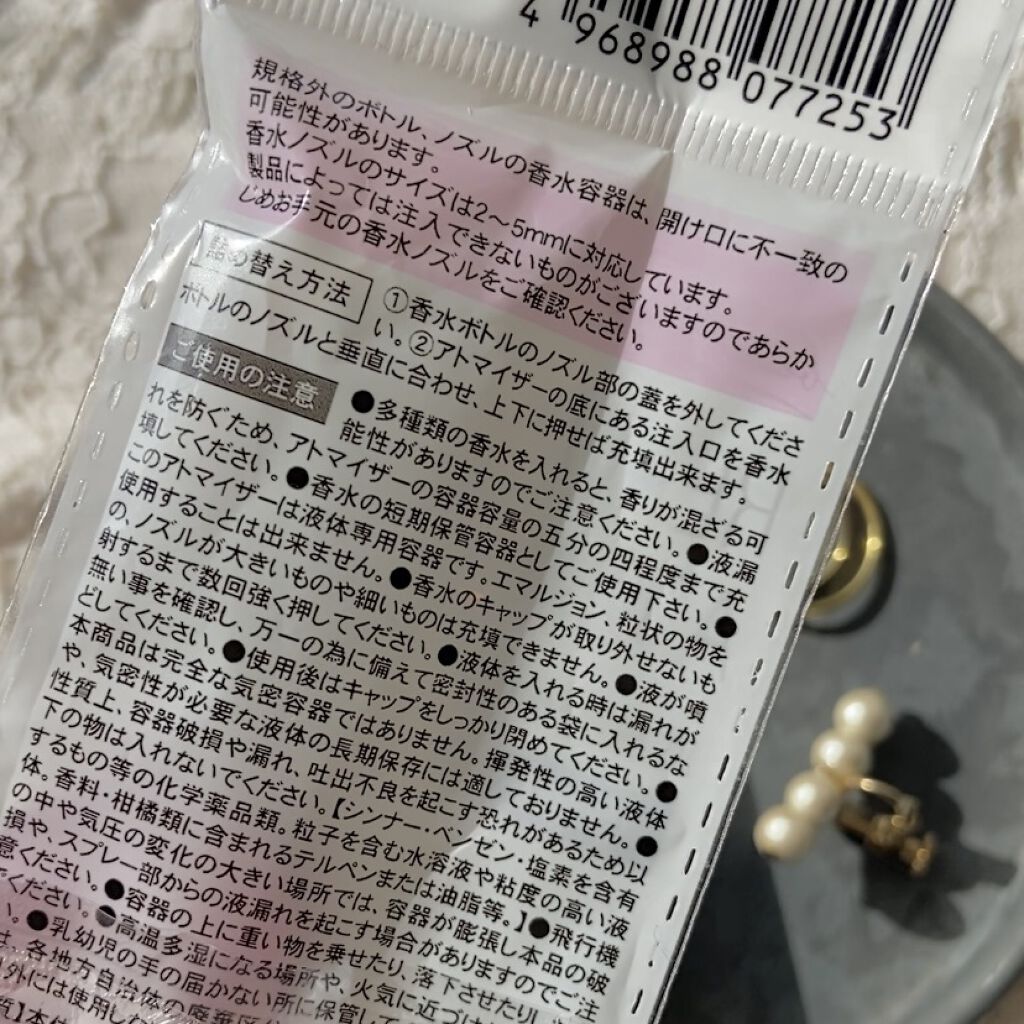 4 968988 077253
規格外のボトル、ノズルの香水容器は、開け口に不一致の
可能性があります。
香水ノズルのサイズは2～5mmに対応しています。
製品によっては注入できないものがございますのであらか
じめお手元の香水ノズルをご確認ください。
詰め替え方法 ①香水ボトルのノズル部の蓋を外してくださ
い。②アトマイザーの底にある注入口を香水
ボトルのノズルと垂直に合わせ、上下に押せば充填出来ます。
ご使用の注意 ●多種類の香水を入れると、香りが混ざる可
能性がありますのでご注意ください。●液漏
れを防ぐため、アトマイザーの容器容量の五分の四程度まで充
填してください。●香水の短期保管容器としてご使用下さい。●
このアトマイザーは液体専用容器です。エマルジョン、粒状の物を
使用することは出来ません。●香水のキャップが取り外せないも
の、ノズルが大きいものや細いものは充填できません。●液が噴
射するまで数回強く押してください。●液体を入れる時は漏れが
無い事を確認し、万一の為に備えて密封性のある袋に入れるな
どしてください。●使用後はキャップをしっかり閉めてください。●
本商品は完全な気密容器ではありません。揮発性の高い液体
や、気密性が必要な液体の長期保存には適しておりません。●
性質上、容器破損や漏れ、吐出不良を起こす恐れがあるため以
下の物は入れないでください。【シンナー・ベンゼン・塩素を含有
するもの等の化学薬品類。粒子を含む水溶液や粘度の高い液
体。香料・柑橘類に含まれるテルペンまたは油脂等。】●飛行機
の中や気圧の変化の大きい場所では、容器が膨張し本品の破
損や、スプレー部からの液漏れを起こす場合がありますのでご注
意ください。●容器の上に重い物を乗せたり、落下させたり
ください。●高温多湿になる場所や、火気に近づけ
。●乳幼児の手の届かない所に保管して
は、各地方自治体の廃棄区
外には使用し
質】本体